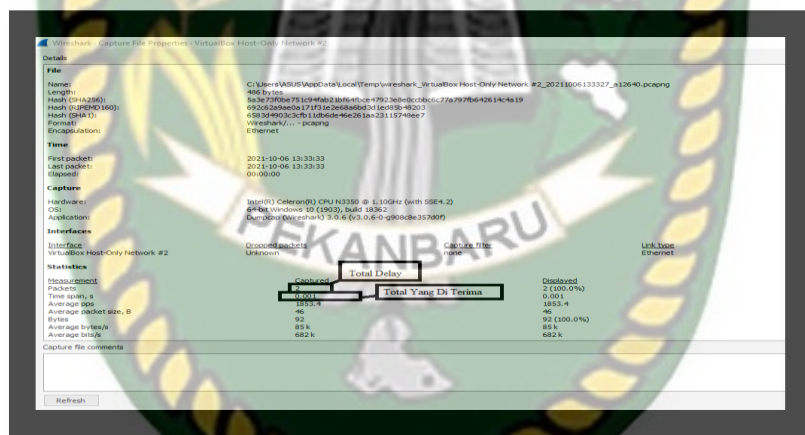 Wireshark · Capture File Properties · VirtualBox Host-Only Network #2
Details
File
Name: C:\Users\ASUS\AppData\Local\Temp\wireshark_VirtualBox Host-Only Network #2_20211006133327_a12640.pcapng
Length: 486 bytes
Hash (SHA256):
Hash (RIPEMD160):
Hash (SHA1):
Format: Wireshark/... - pcapng
Encapsulation: Ethernet
Time
First packet: 2021-10-06 13:33:33
Last packet: 2021-10-06 13:33:33
Elapsed: 00:00:00
Capture
Hardware: Intel(R) Celeron(R) CPU N3350 @ 1.10GHz (with SSE4.2)
OS: 64-bit Windows 10 (1903), build 18362
Application: Dumpcap (Wireshark) 3.0.6 (v3.0.6-0-g908c8e357d0f)
PEKANBARU
Interfaces
Interface Dropped packets Capture filter Link type
VirtualBox Host-Only Network #2 Unknown none Ethernet
Statistics
Total Delay
Measurement Captured Displayed
Packets 2 2 (100.0%)
Total Yang Di Terima
Time span, s 0.001 0.001
Average pps 1853.4 1853.4
Average packet size, B 46 46
Bytes 92 92 (100.0%)
Average bytes/s 85 k 85 k
Average bits/s 682 k 682 k
Capture file comments
Refresh